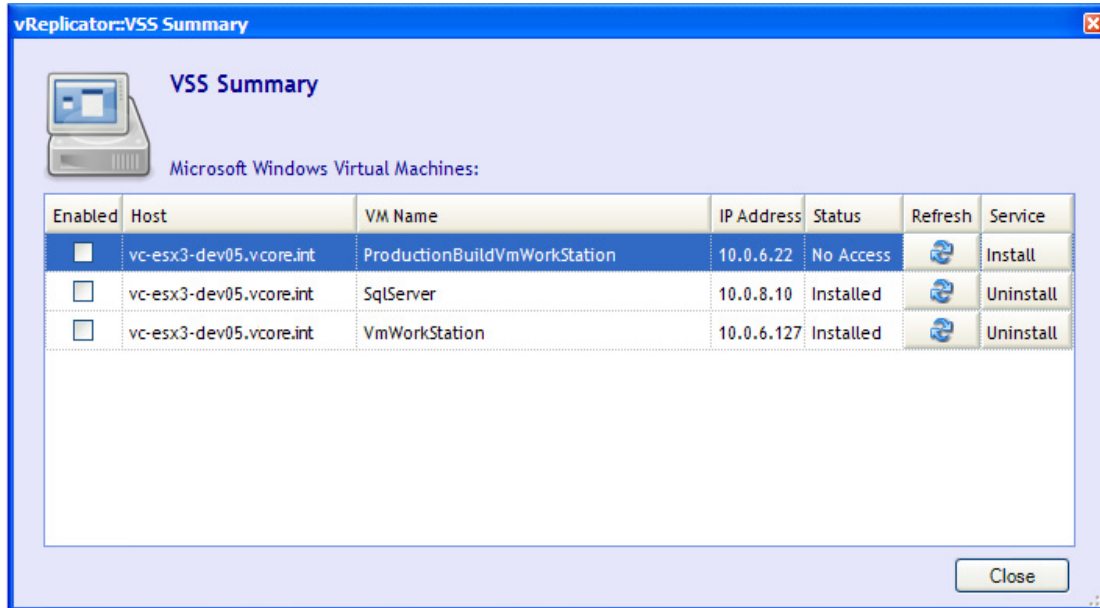 vReplicator::VSS Summary
VSS Summary
Microsoft Windows Virtual Machines:
Enabled Host VM Name IP Address Status Refresh Service
vc-esx3-dev05.vcore.int ProductionBuildVmWorkStation 10.0.6.22 No Access Install
vc-esx3-dev05.vcore.int SqlServer 10.0.8.10 Installed Uninstall
vc-esx3-dev05.vcore.int VmWorkStation 10.0.6.127 Installed Uninstall
Close